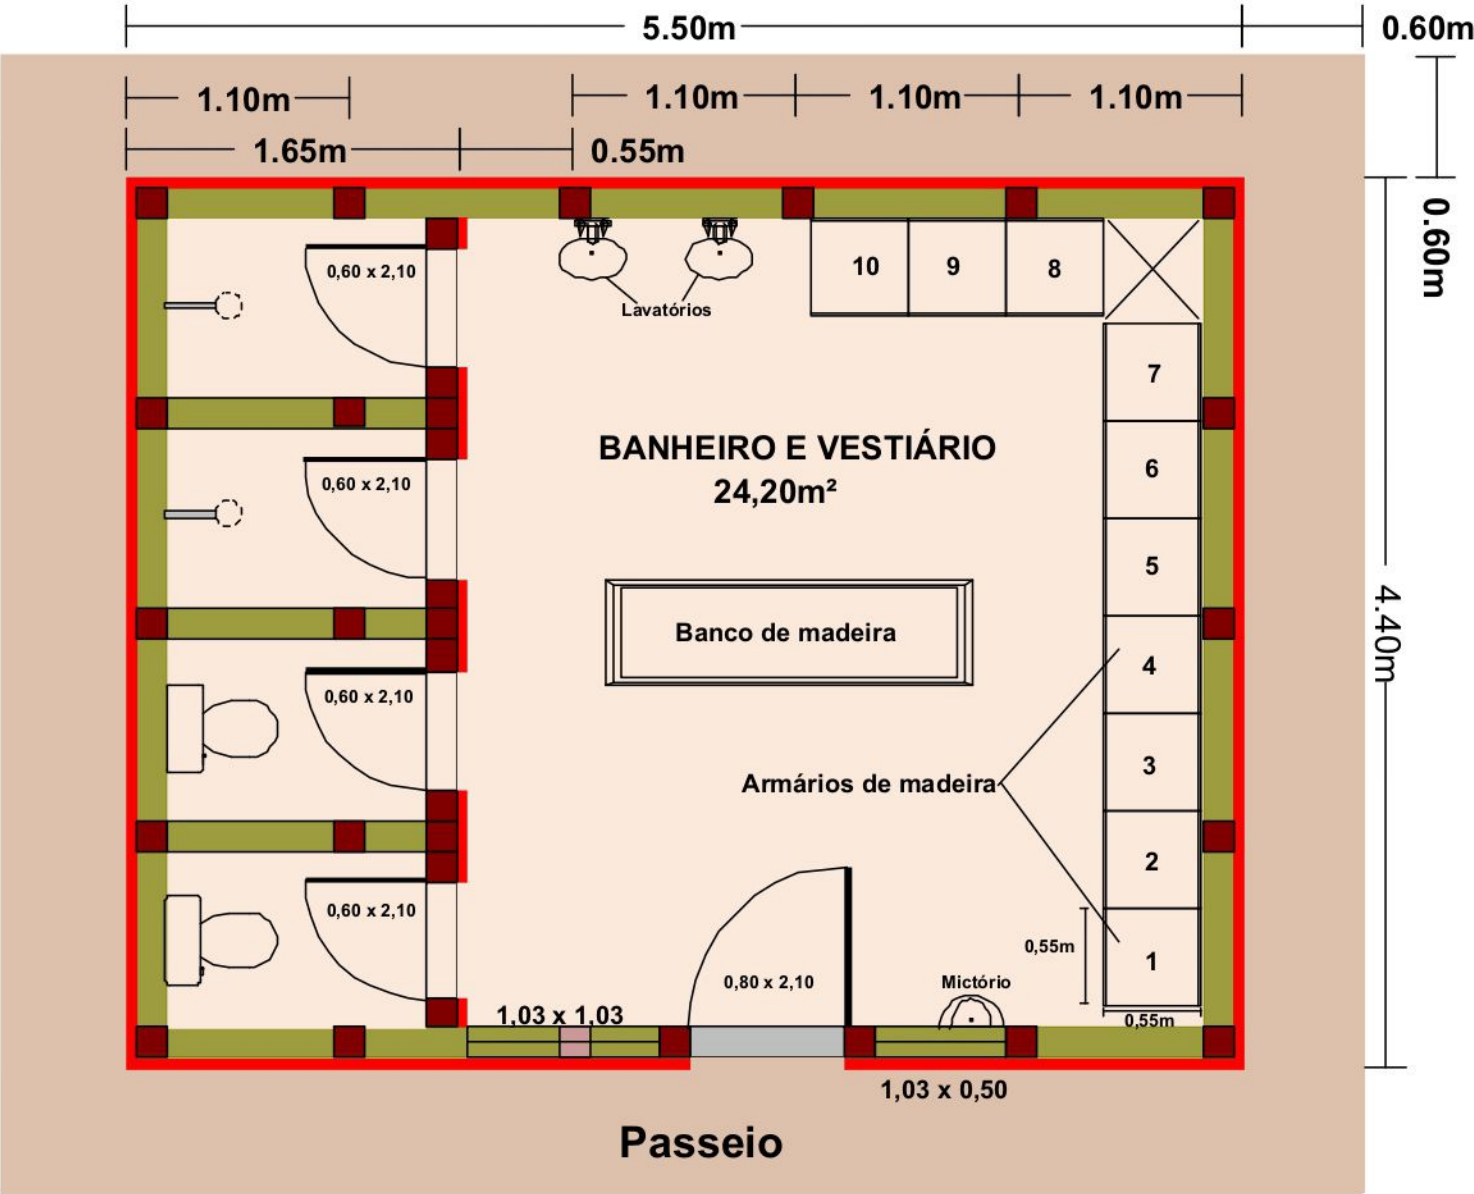 5.50m
0.60m
1.10m
1.10m
1.10m
1.10m
1.65m
0.55m
0.60m
0,60 x 2,10
10
9
8
Lavatórios
7
BANHEIRO E VESTIÁRIO
24,20m²
6
0,60 x 2,10
5
4.40m
Banco de madeira
4
0,60 x 2,10
3
Armários de madeira
2
0,60 x 2,10
0,55m
1
0,80 x 2,10
Mictório
1,03 x 1,03
0,55m
1,03 x 0,50
Passeio